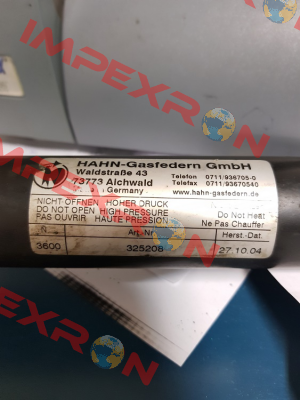 IMPEXRON
HAHN-Gasfedern GmbH
Waldstraße 43
73773 Aichwald
Germany
Telefon 0711/936705-0
Telefax 0711/93670540
www.hahn-gasfedern.de
NICHT ÖFFNEN HOHER DRUCK
DO NOT OPEN HIGH PRESSURE Do Not Heat
PAS OUVRIR HAUTE PRESSION Ne Pas Chauffer
Art.-Nr. Herst.-Dat.
3600 325208 27.10.04
IMPEXRON